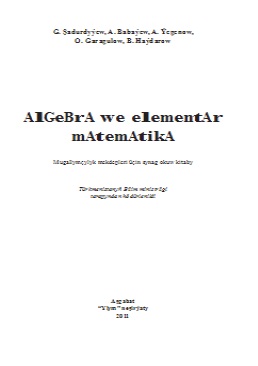 G. Şadurdyýew, A. Babaýew, A. Ýegenow,
O. Garagulow, B. Haýdarow
AlGeBrA we elementAr
mAtemAtikA
Mugallymçylyk mekdepleri üçin synag okuw kitaby
Türkmenistanyň Bilim ministrligi
tarapyndan hödürlenildi
Aşgabat
"Ylym" neşirýaty
2011